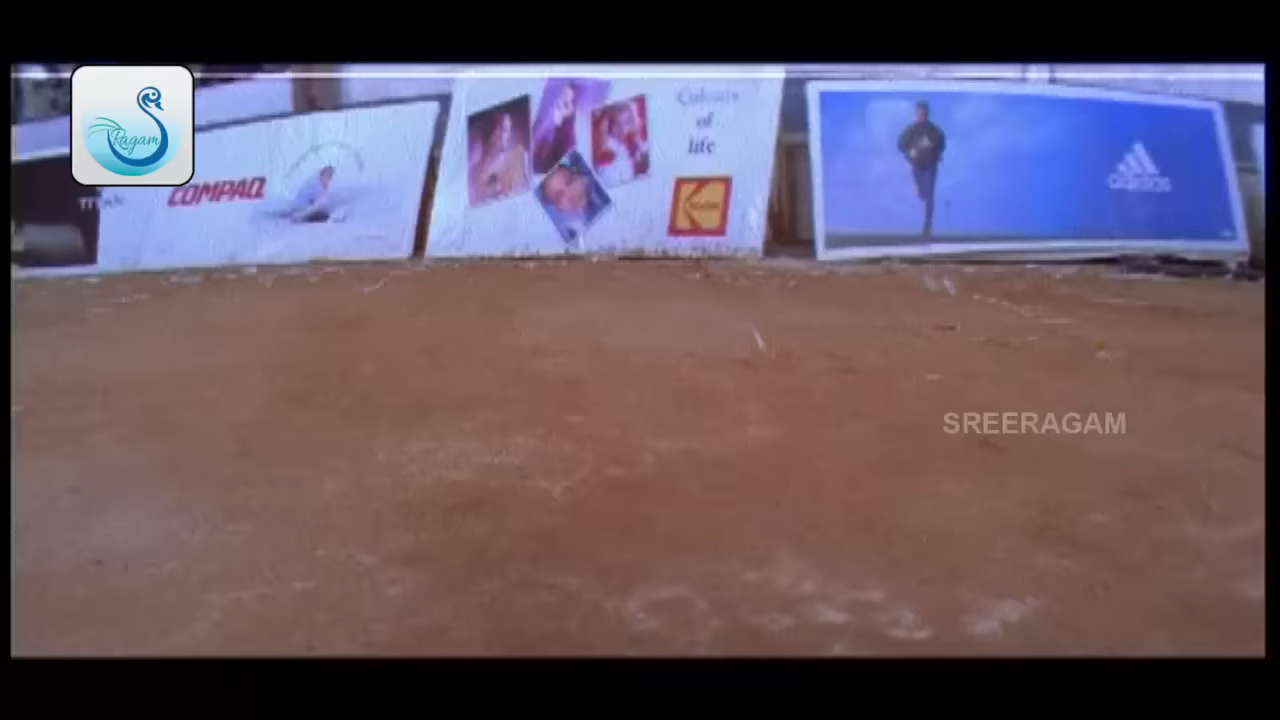 Ragam
TITAN
COMPAQ
Colours
of
life
Kodak
adidas
SREERAGAM